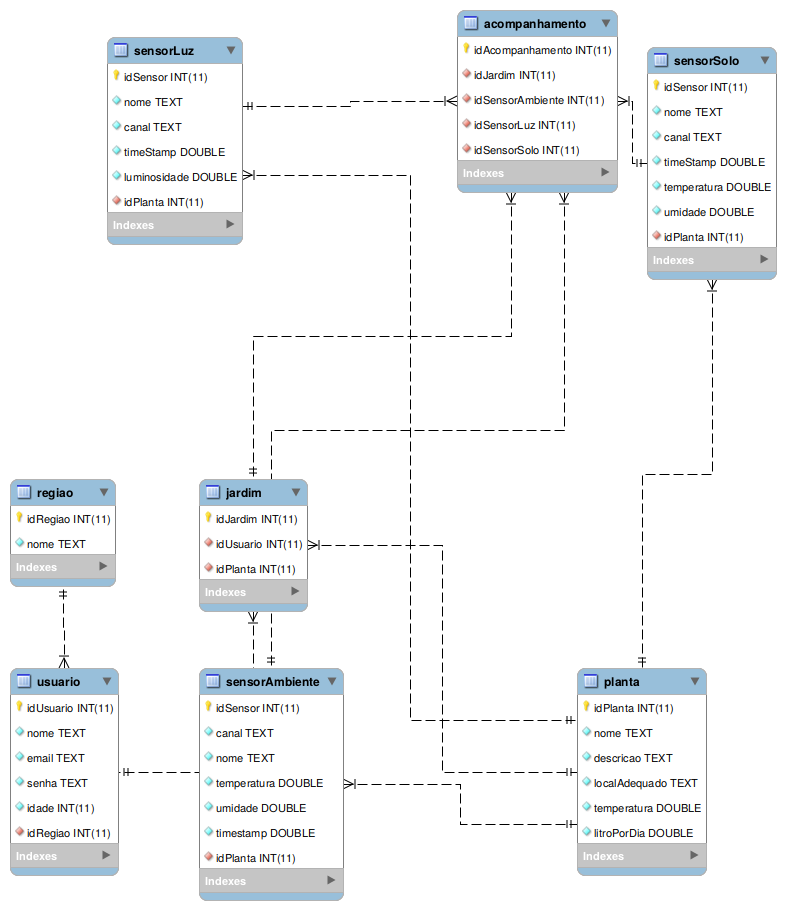 sensorLuz
idSensor INT(11)
nome TEXT
canal TEXT
timeStamp DOUBLE
luminosidade DOUBLE
idPlanta INT(11)
Indexes
acompanhamento
idAcompanhamento INT(11)
idJardim INT(11)
idSensorAmbiente INT(11)
idSensorLuz INT(11)
idSensorSolo INT(11)
Indexes
sensorSolo
idSensor INT(11)
nome TEXT
canal TEXT
timeStamp DOUBLE
temperatura DOUBLE
umidade DOUBLE
idPlanta INT(11)
Indexes
regiao
idRegiao INT(11)
nome TEXT
Indexes
jardim
idJardim INT(11)
idUsuario INT(11)
idPlanta INT(11)
Indexes
usuario
idUsuario INT(11)
nome TEXT
email TEXT
senha TEXT
idade INT(11)
idRegiao INT(11)
Indexes
sensorAmbiente
idSensor INT(11)
canal TEXT
nome TEXT
temperatura DOUBLE
umidade DOUBLE
timestamp DOUBLE
idPlanta INT(11)
Indexes
planta
idPlanta INT(11)
nome TEXT
descricao TEXT
localAdequado TEXT
temperatura DOUBLE
litroPorDia DOUBLE
Indexes